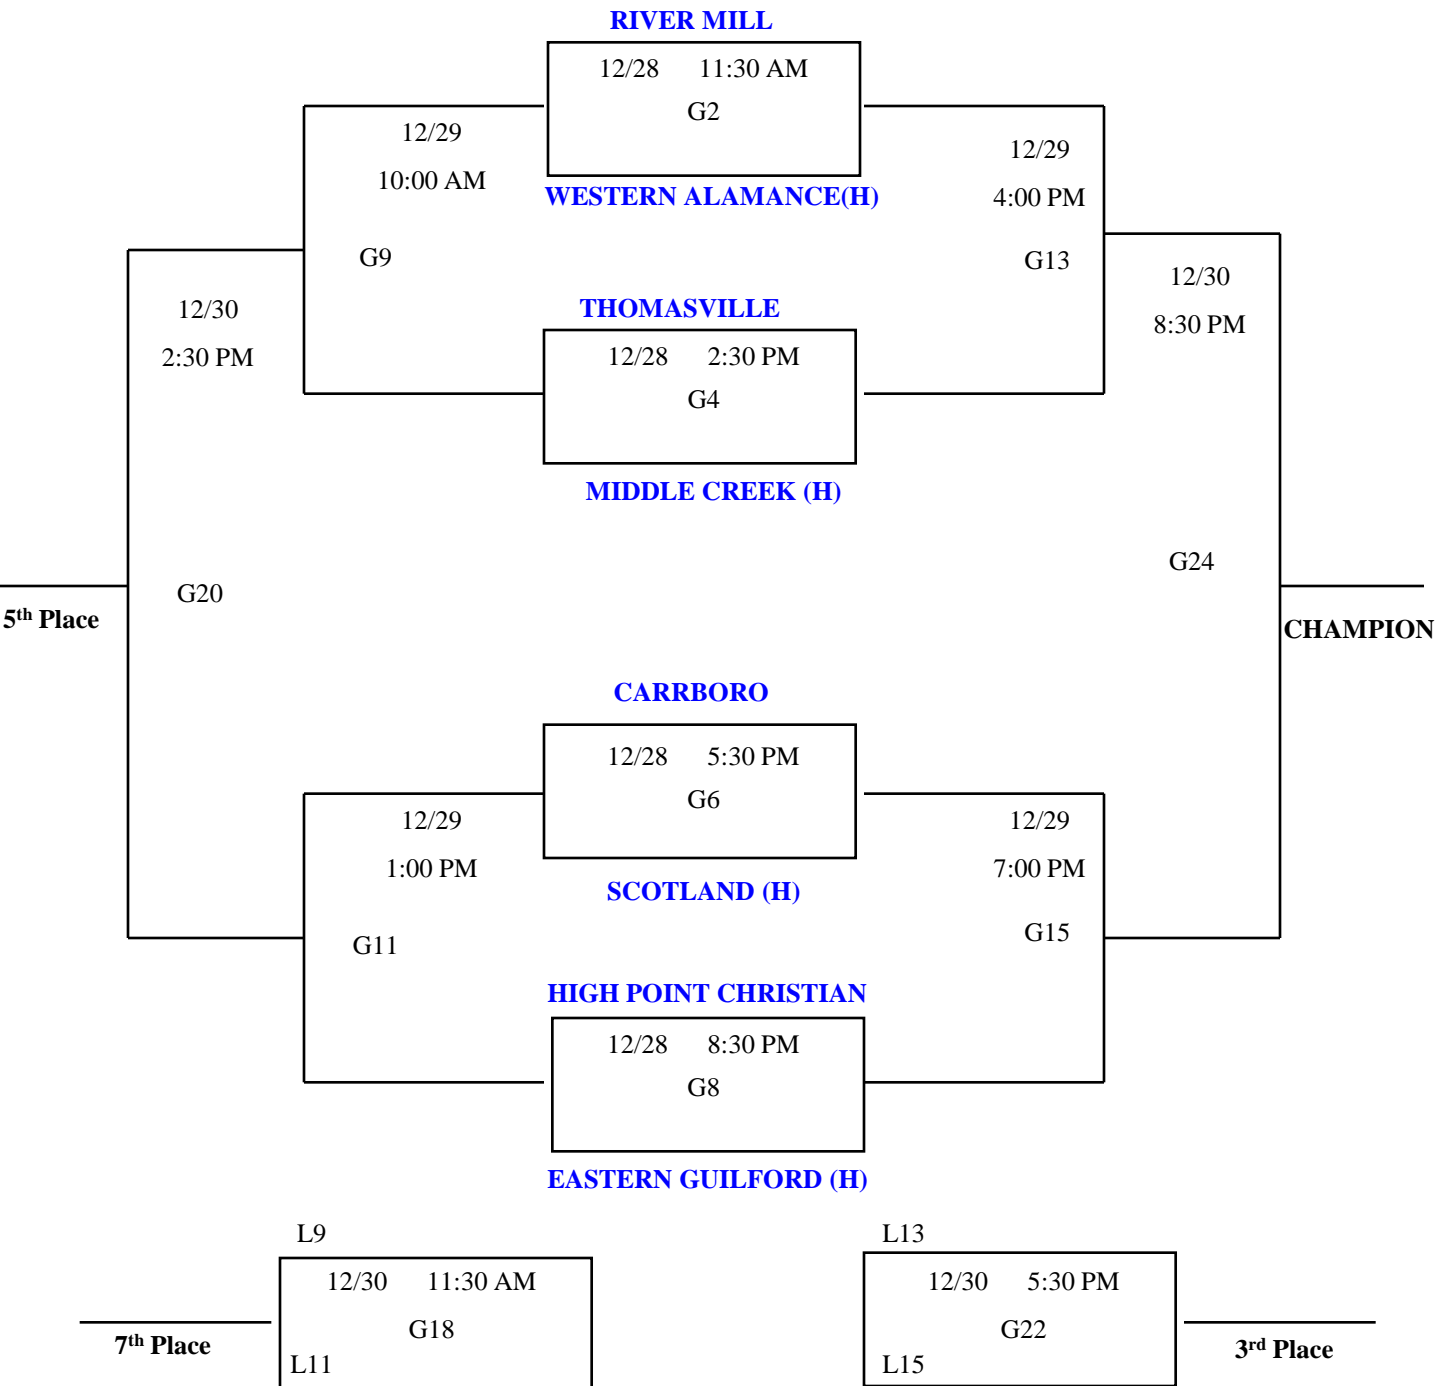 RIVER MILL
12/28 11:30 AM
G2
WESTERN ALAMANCE(H)
12/29
10:00 AM
G9
12/29
4:00 PM
G13
THOMASVILLE
12/28 2:30 PM
G4
MIDDLE CREEK (H)
12/30
2:30 PM
G20
5th Place
12/30
8:30 PM
G24
CHAMPION
CARRBORO
12/28 5:30 PM
G6
SCOTLAND (H)
12/29
1:00 PM
G11
12/29
7:00 PM
G15
HIGH POINT CHRISTIAN
12/28 8:30 PM
G8
EASTERN GUILFORD (H)
L9
12/30 11:30 AM
G18
L11
7th Place
L13
12/30 5:30 PM
G22
L15
3rd Place